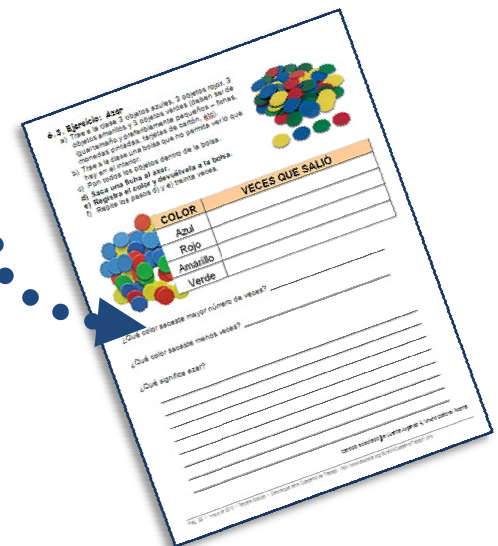 6.3. Ejercicio: Azar
a) Trae a la clase 3 objetos azules, 3 objetos rojos, 3
objetos amarillos y 3 objetos verdes (deben ser de
igual tamaño y preferiblemente pequeños – fichas,
monedas pintadas, tarjetas de cartón, etc)
b) Trae a la clase una bolsa que no permita ver lo que
hay en el interior.
c) Pon todos los objetos dentro de la bolsa.
d) Saca una ficha al azar.
e) Registra el color y devuélvela a la bolsa.
f) Repite los pasos d) y e) treinta veces.
COLOR VECES QUE SALIÓ
Azul
Rojo
Amarillo
Verde
¿Qué color sacaste mayor número de veces?
¿Qué color sacaste menos veces?
¿Qué significa azar?